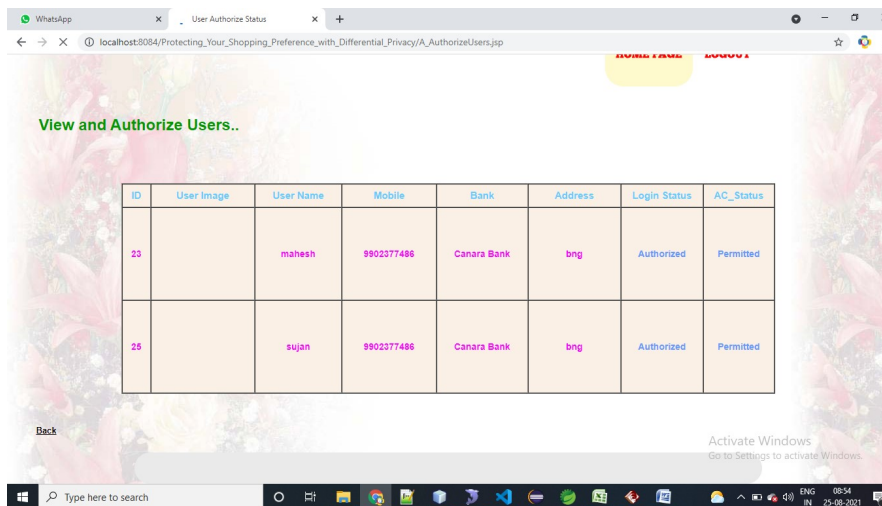 WhatsApp
User Authorize Status
localhost:8084/Protecting_Your_Shopping_Preference_with_Differential_Privacy/A_AuthorizeUsers.jsp
HOME PAGE LOGOUT
View and Authorize Users..
ID User Image User Name Mobile Bank Address Login Status AC_Status
23 mahesh 9902377486 Canara Bank bng Authorized Permitted
25 sujan 9902377486 Canara Bank bng Authorized Permitted
Back
Activate Windows
Go to Settings to activate Windows.
Type here to search
ENG 08:54
IN 25-08-2021